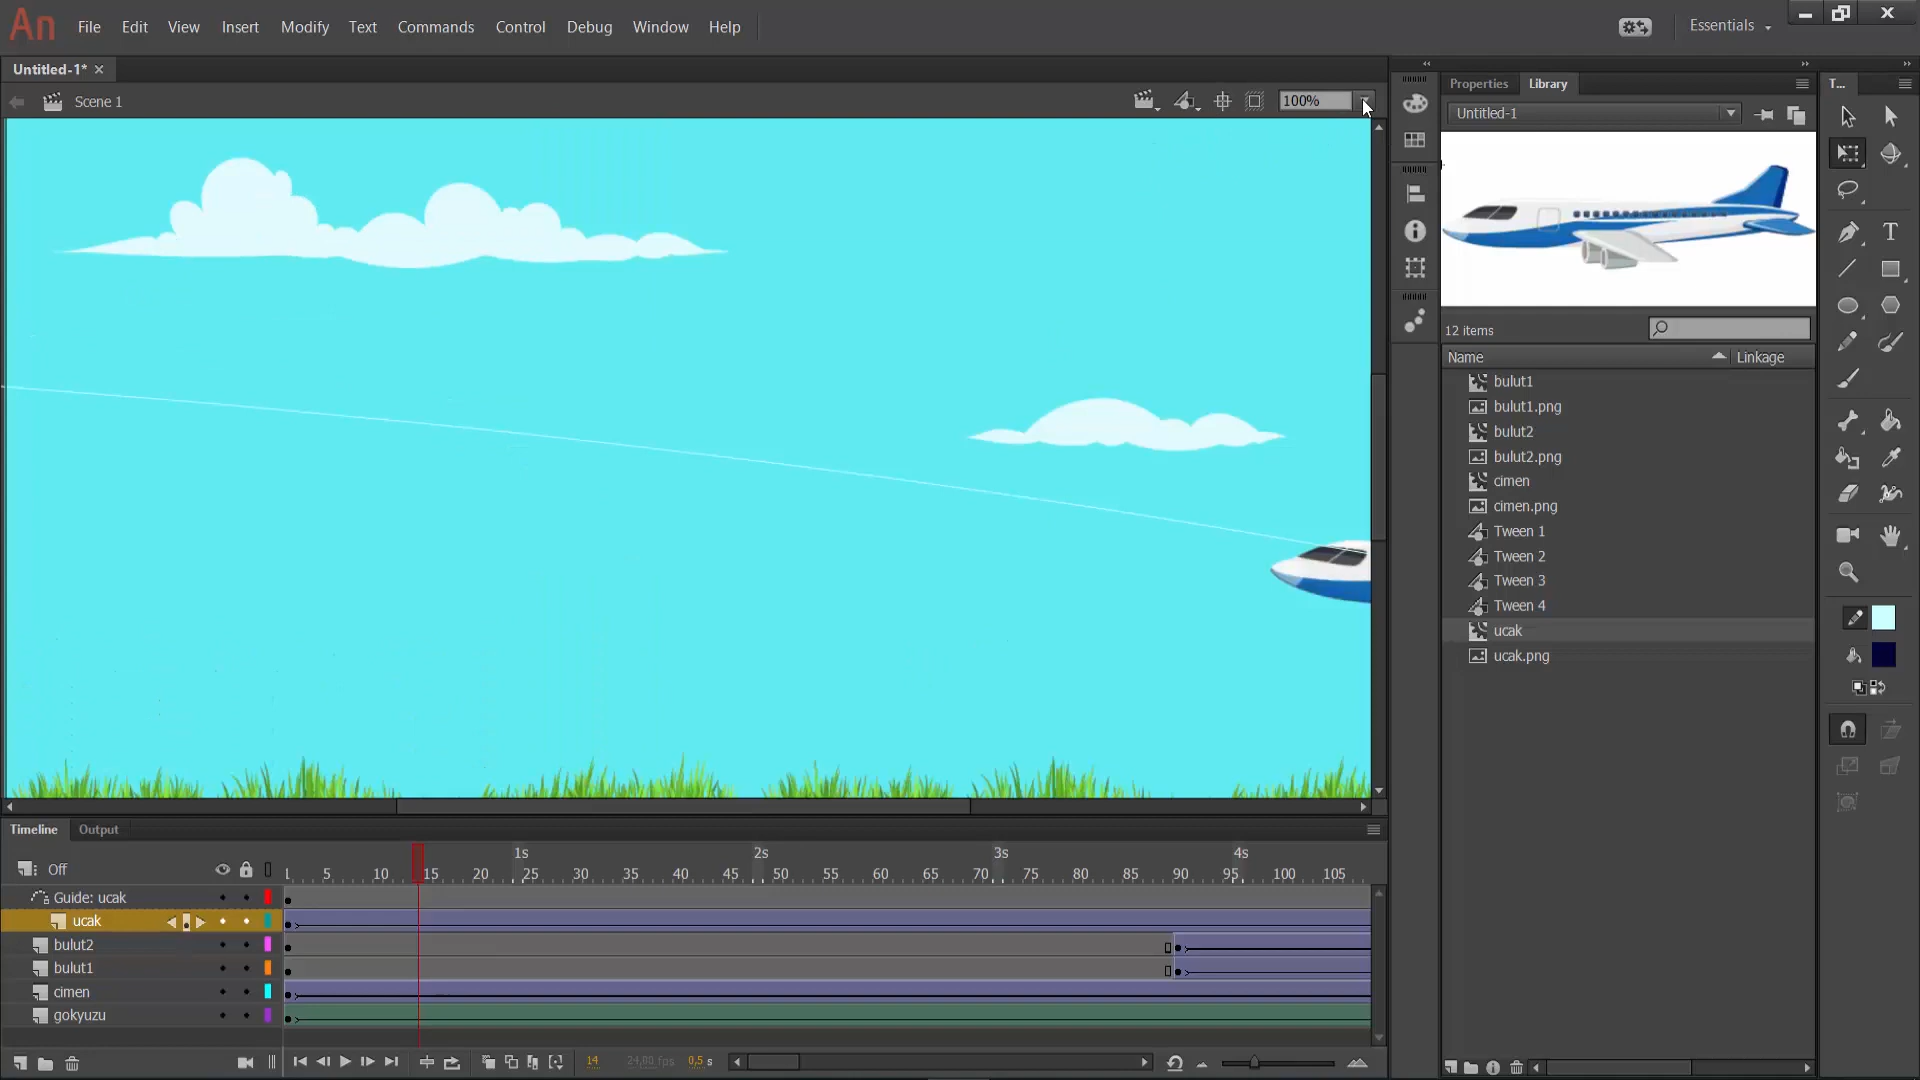 An File Edit View Insert Modify Text Commands Control Debug Window Help Essentials
Untitled-1*
Scene 1 100%
Properties Library T...
Untitled-1
12 items
Name Linkage
bulut1
bulut1.png
bulut2
bulut2.png
cimen
cimen.png
Tween 1
Tween 2
Tween 3
Tween 4
ucak
ucak.png
Timeline Output
1s 2s 3s 4s
Off 1 5 10 15 20 25 30 35 40 45 50 55 60 65 70 75 80 85 90 95 100 105
Guide: ucak
ucak
bulut2
bulut1
cimen
gokyuzu
14 24,00 fps 0,5 s